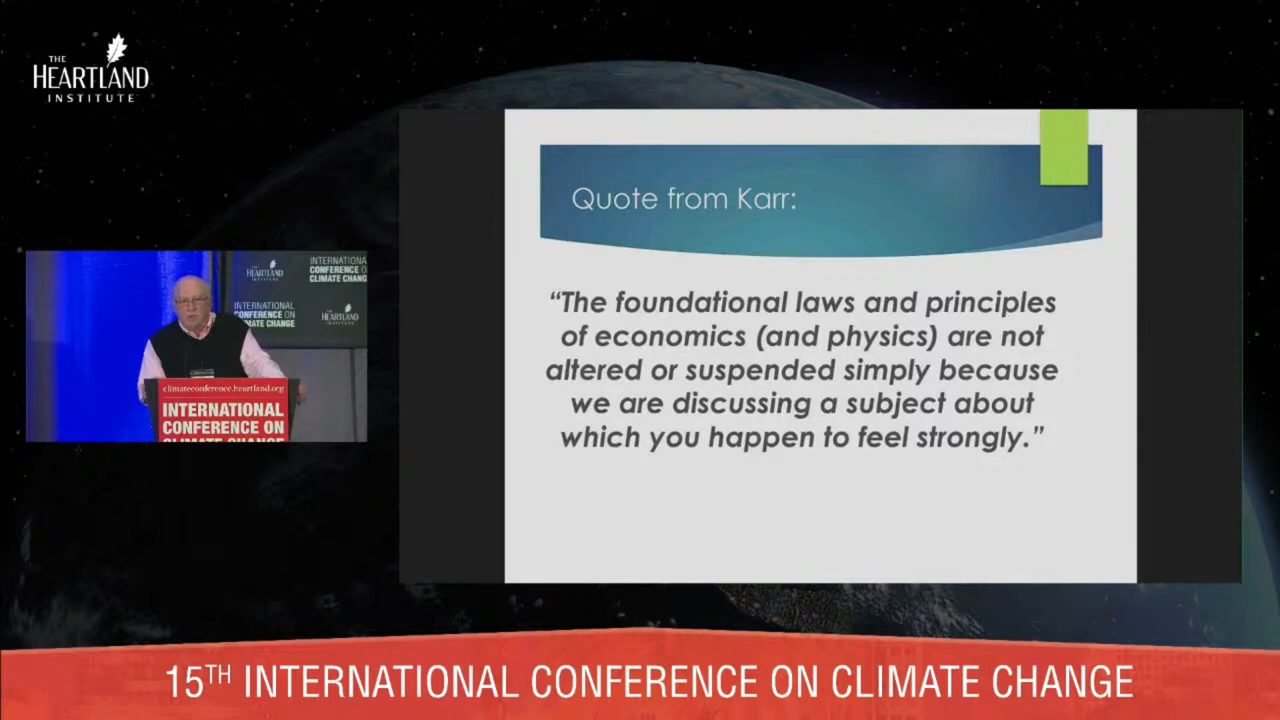 THE
HEARTLAND
INSTITUTE
Quote from Karr:
“The foundational laws and principles
of economics (and physics) are not
altered or suspended simply because
we are discussing a subject about
which you happen to feel strongly.”
HEARTLAND
INSTITUTE
INTERNATIONA
CONFERENCE O
CLIMATE CHANG
INTERNATIONAL
CONFERENCE ON
MATE CHANGE
HEARTLAND
INSTITUTE
climateconference.heartland.org
INTERNATIONAL
CONFERENCE ON
CLIMATE CHANGE
15TH INTERNATIONAL CONFERENCE ON CLIMATE CHANGE